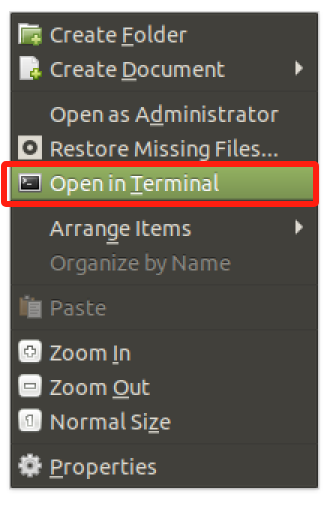 Create Folder
Create Document
Open as Administrator
Restore Missing Files...
Open in Terminal
Arrange Items
Organize by Name
Paste
Zoom In
Zoom Out
Normal Size
Properties